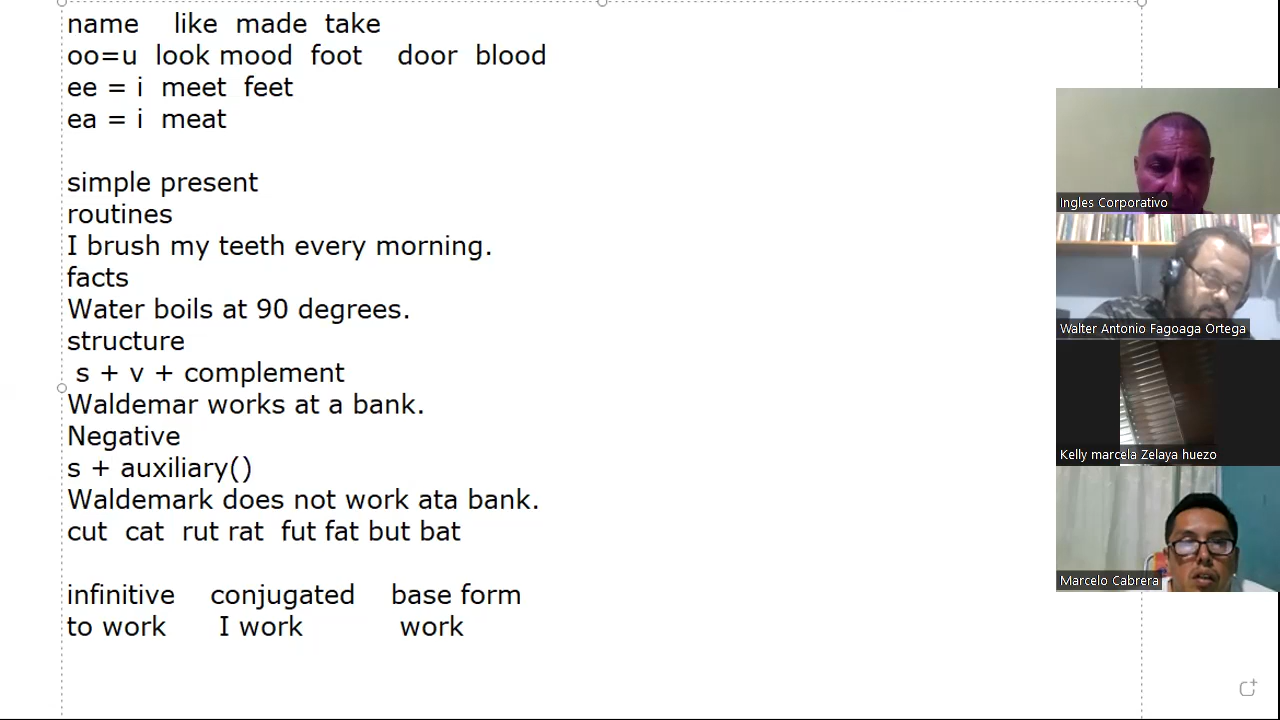 name like made take
oo=u look mood foot door blood
ee = i meet feet
ea = i meat
simple present
routines
I brush my teeth every morning.
facts
Water boils at 90 degrees.
structure
s + v + complement
Waldemar works at a bank.
Negative
s + auxiliary()
Waldemark does not work ata bank.
cut cat rut rat fut fat but bat
infinitive conjugated base form
to work I work work
Ingles Corporativo
Walter Antonio Fagoaga Ortega
Kelly marcela Zelaya huezo
Marcelo Cabrera